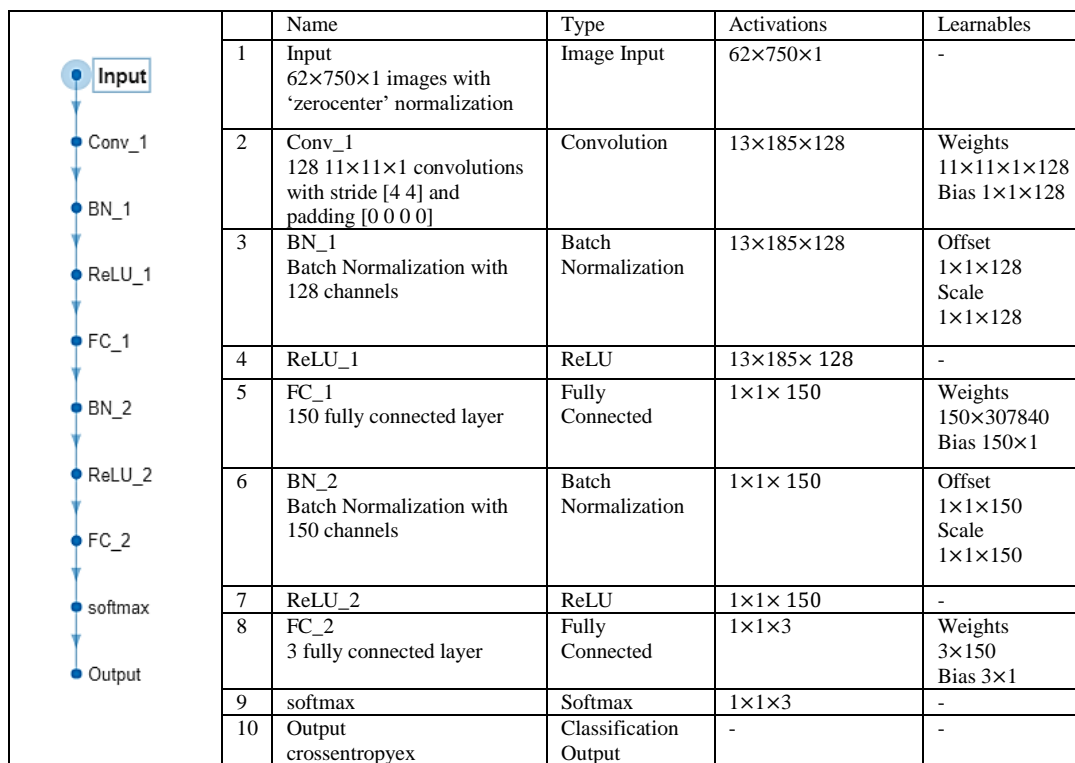 Input
Conv_1
BN_1
ReLU_1
FC_1
BN_2
ReLU_2
FC_2
softmax
Output
Name Type Activations Learnables
1 Input Image Input 62×750×1 -
62×750×1 images with
‘zerocenter’ normalization
2 Conv_1 Convolution 13×185×128 Weights
128 11×11×1 convolutions 11×11×1×128
with stride [4 4] and Bias 1×1×128
padding [0 0 0 0]
3 BN_1 Batch 13×185×128 Offset
Batch Normalization with Normalization 1×1×128
128 channels Scale
1×1×128
4 ReLU_1 ReLU 13×185× 128 -
5 FC_1 Fully 1×1× 150 Weights
150 fully connected layer Connected 150×307840
Bias 150×1
6 BN_2 Batch 1×1× 150 Offset
Batch Normalization with Normalization 1×1×150
150 channels Scale
1×1×150
7 ReLU_2 ReLU 1×1× 150 -
8 FC_2 Fully 1×1×3 Weights
3 fully connected layer Connected 3×150
Bias 3×1
9 softmax Softmax 1×1×3 -
10 Output Classification - -
crossentropyex Output